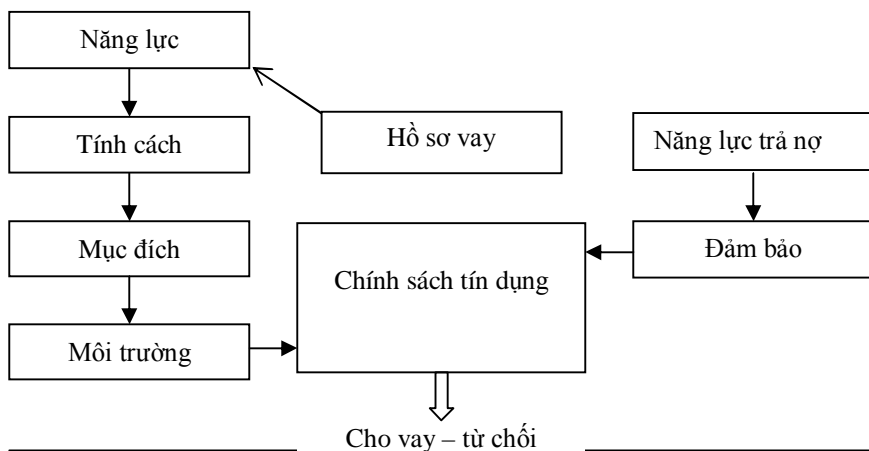 Năng lực
Hồ sơ vay
Năng lực trả nợ
Tính cách
Mục đích
Chính sách tín dụng
Đảm bảo
Môi trường
Cho vay – từ chối